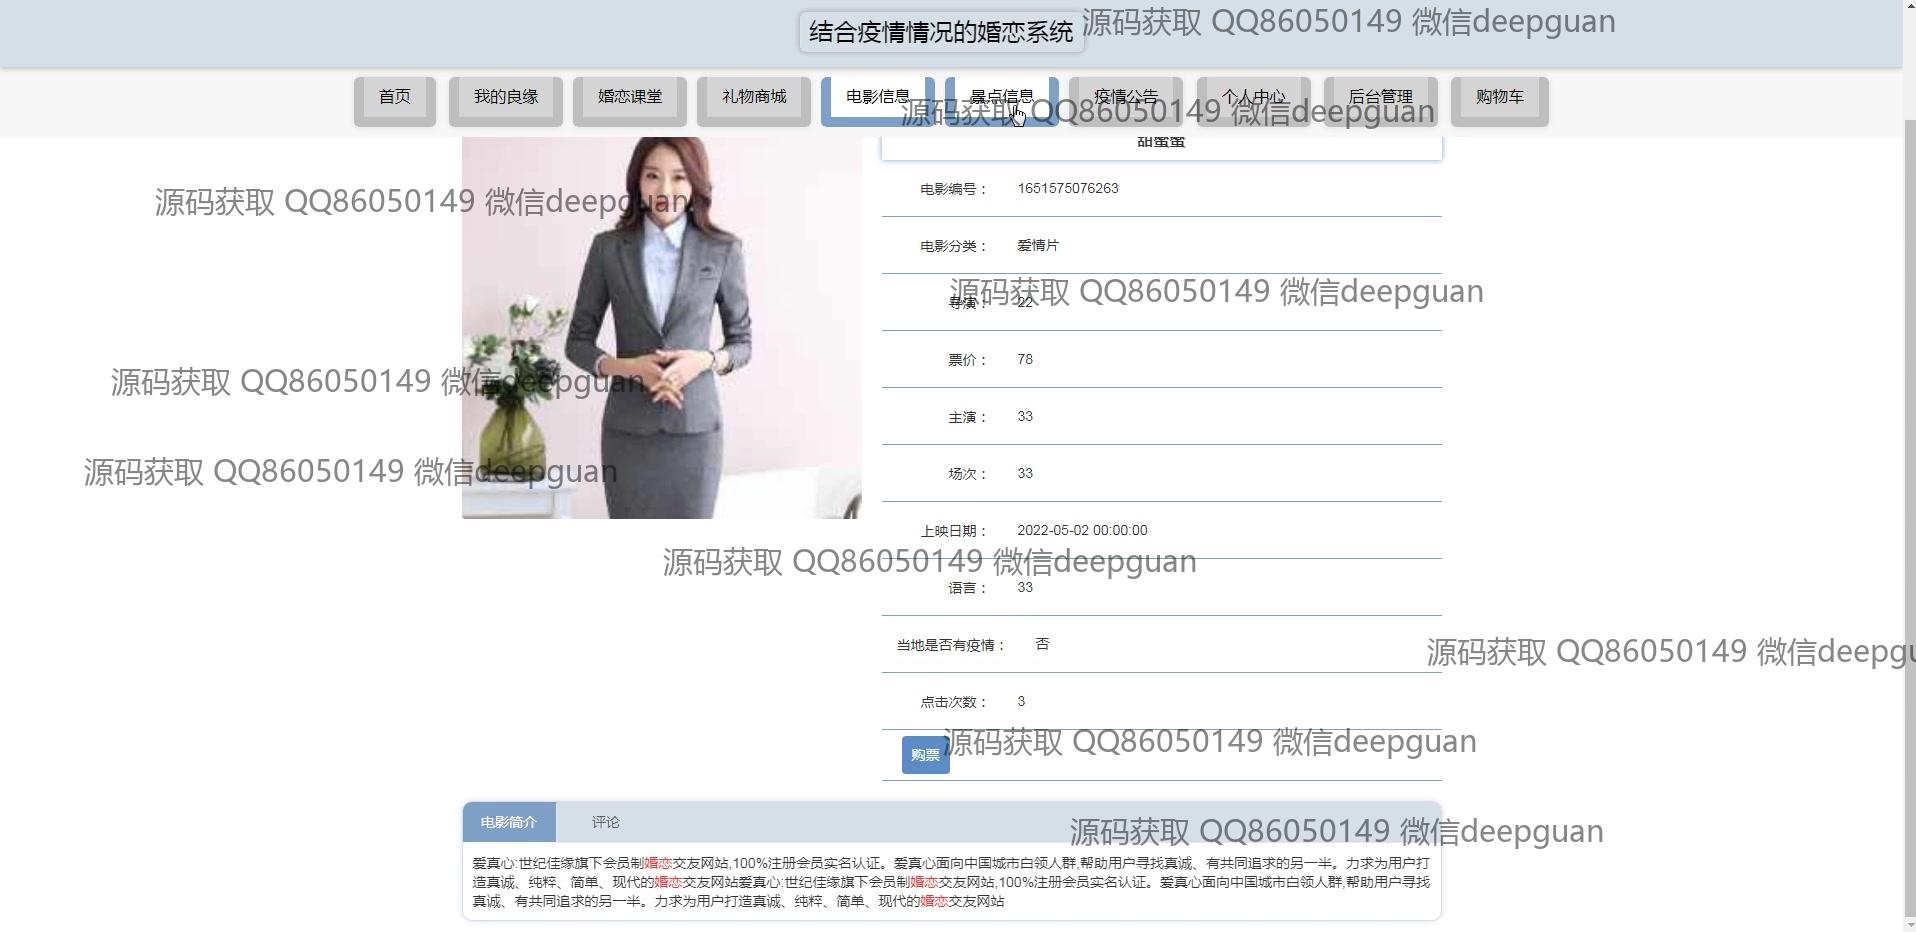 结合疫情情况的婚恋系统
源码获取 QQ86050149 微信deepguan
首页 我的良缘 婚恋课堂 礼物商城 电影信息 景点信息 疫情公告 个人中心 后台管理 购物车
源码获取 QQ86050149 微信deepguan
甜蜜蜜
电影编号： 1651575076263
源码获取 QQ86050149 微信deepguan
电影分类： 爱情片
源码获取 QQ86050149 微信deepguan
导演： 22
票价： 78
源码获取 QQ86050149 微信deepguan
主演： 33
源码获取 QQ86050149 微信deepguan
场次： 33
上映日期： 2022-05-02 00:00:00
源码获取 QQ86050149 微信deepguan
语言： 33
当地是否有疫情： 否
源码获取 QQ86050149 微信deepgu
点击次数： 3
源码获取 QQ86050149 微信deepguan
购票
电影简介 评论
源码获取 QQ86050149 微信deepguan
爱真心:世纪佳缘旗下会员制婚恋交友网站,100%注册会员实名认证。爱真心面向中国城市白领人群,帮助用户寻找真诚、有共同追求的另一半。力求为用户打
造真诚、纯粹、简单、现代的婚恋交友网站爱真心:世纪佳缘旗下会员制婚恋交友网站,100%注册会员实名认证。爱真心面向中国城市白领人群,帮助用户寻找
真诚、有共同追求的另一半。力求为用户打造真诚、纯粹、简单、现代的婚恋交友网站